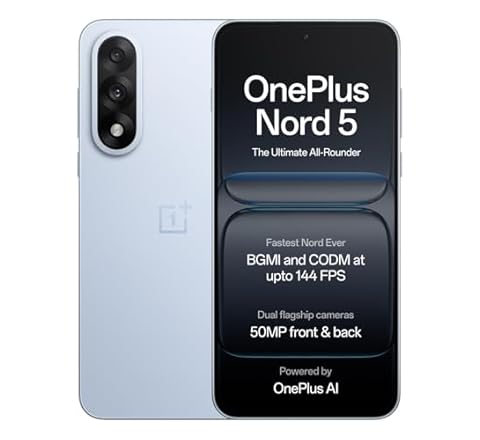 OnePlus
Nord 5
The Ultimate All-Rounder
Fastest Nord Ever
BGMI and CODM at
upto 144 FPS
Dual flagship cameras
50MP front & back
Powered by
OnePlus AI